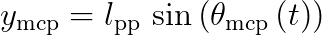 y_mcp = l_pp sin (θ_mcp (t))